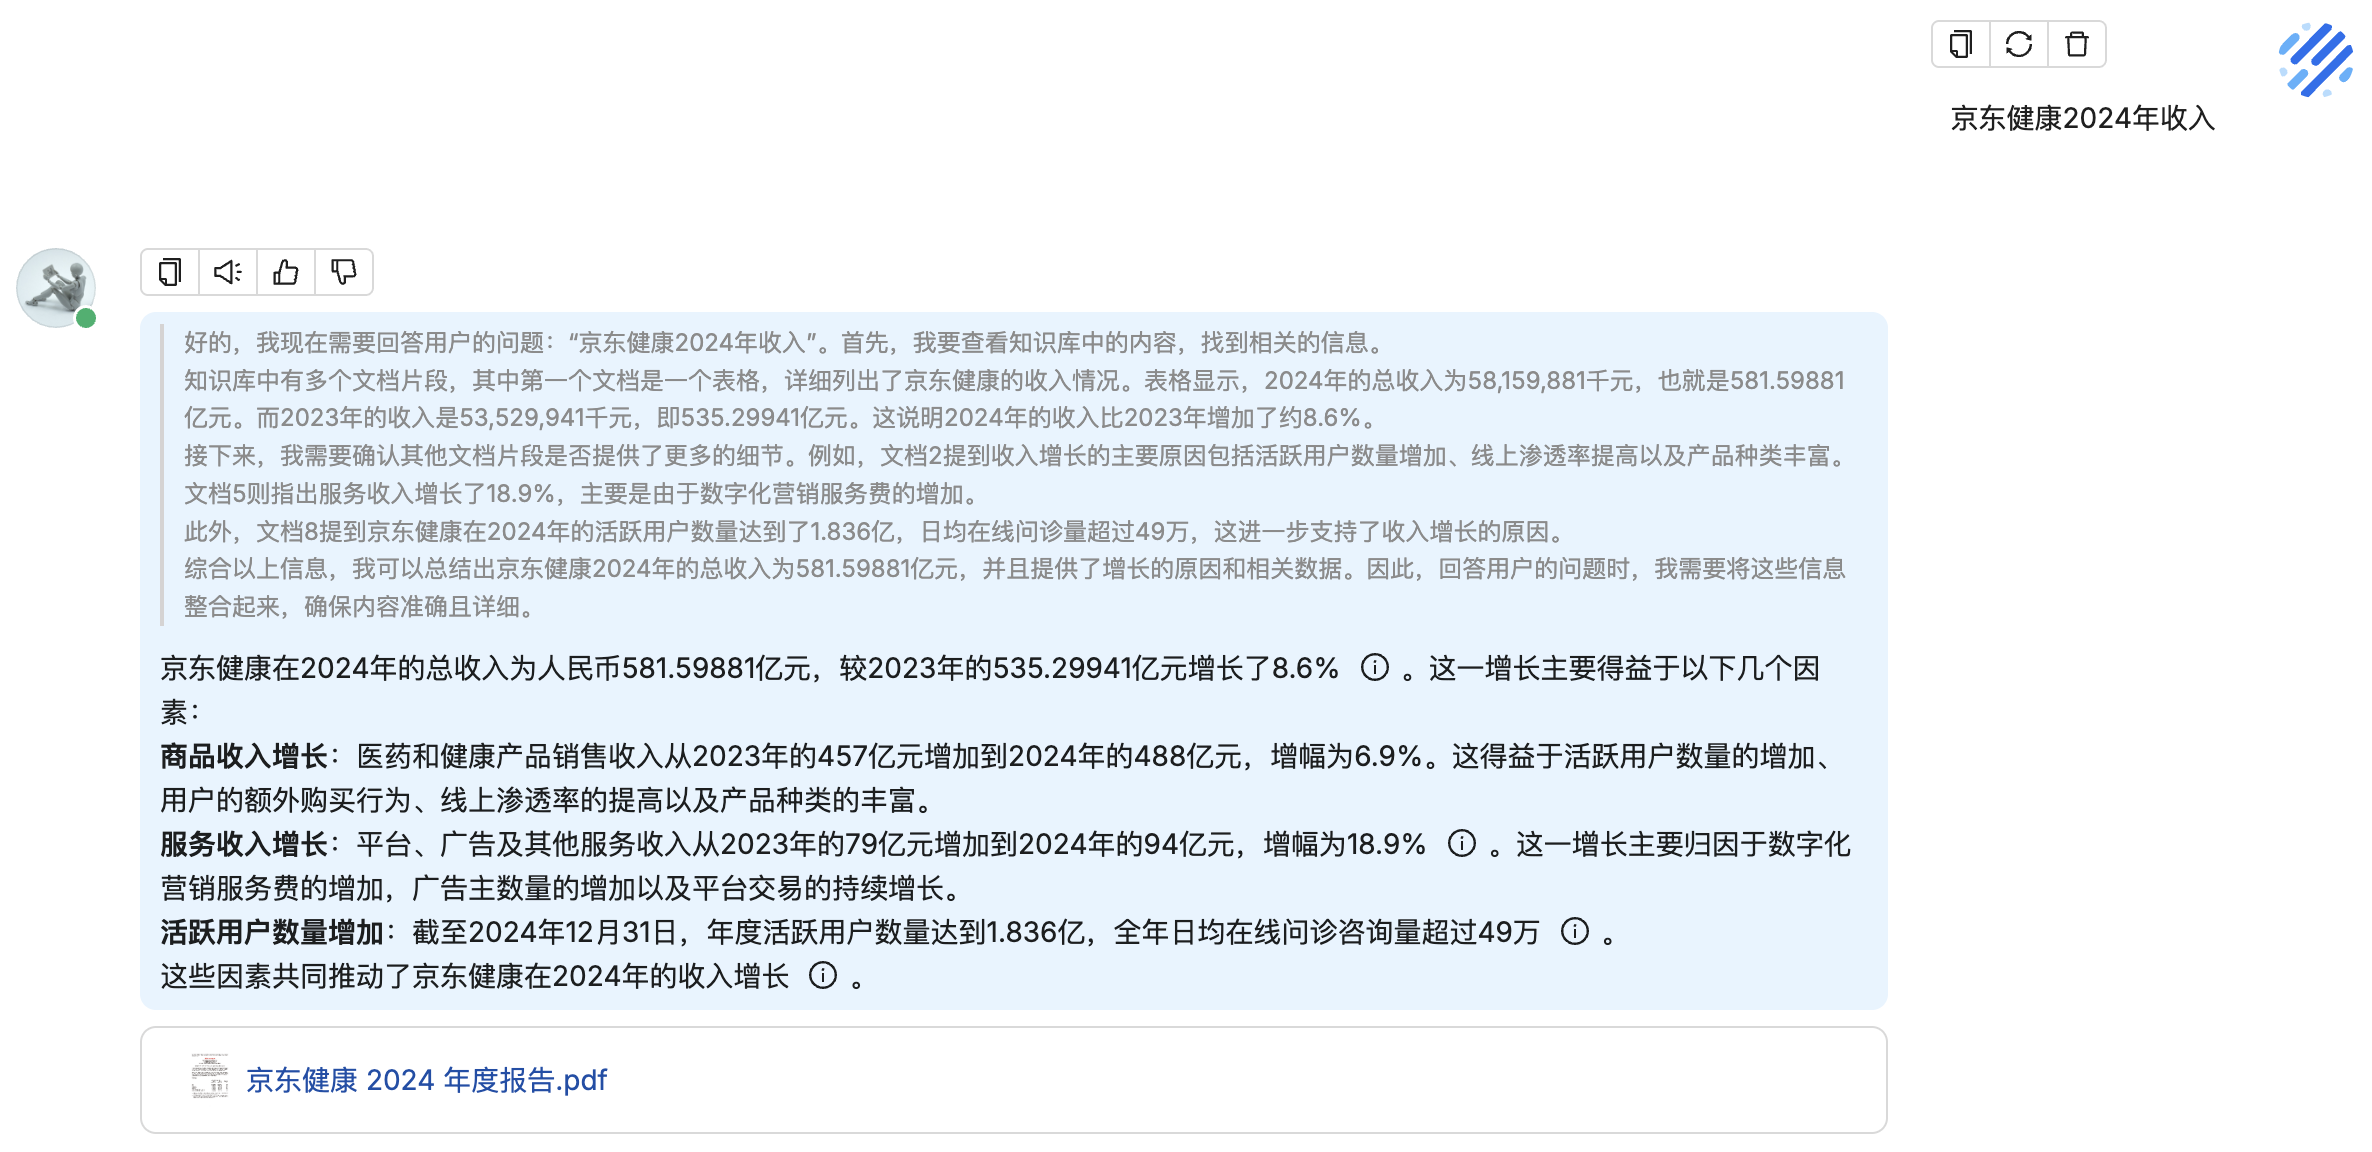 京东健康2024年收入
好的，我现在需要回答用户的问题：“京东健康2024年收入”。首先，我要查看知识库中的内容，找到相关的信息。
知识库中有多个文档片段，其中第一个文档是一个表格，详细列出了京东健康的收入情况。表格显示，2024年的总收入为58,159,881千元，也就是581.59881
亿元。而2023年的收入是53,529,941千元，即535.29941亿元。这说明2024年的收入比2023年增加了约8.6%。
接下来，我需要确认其他文档片段是否提供了更多的细节。例如，文档2提到收入增长的主要原因包括活跃用户数量增加、线上渗透率提高以及产品种类丰富。
文档5则指出服务收入增长了18.9%，主要是由于数字化营销服务费的增加。
此外，文档8提到京东健康在2024年的活跃用户数量达到了1.836亿，日均在线问诊量超过49万，这进一步支持了收入增长的原因。
综合以上信息，我可以总结出京东健康2024年的总收入为581.59881亿元，并且提供了增长的原因和相关数据。因此，回答用户的问题时，我需要将这些信息
整合起来，确保内容准确且详细。
京东健康在2024年的总收入为人民币581.59881亿元，较2023年的535.29941亿元增长了8.6% 。这一增长主要得益于以下几个因
素：
商品收入增长：医药和健康产品销售收入从2023年的457亿元增加到2024年的488亿元，增幅为6.9%。这得益于活跃用户数量的增加、
用户的额外购买行为、线上渗透率的提高以及产品种类的丰富。
服务收入增长：平台、广告及其他服务收入从2023年的79亿元增加到2024年的94亿元，增幅为18.9% 。这一增长主要归因于数字化
营销服务费的增加，广告主数量的增加以及平台交易的持续增长。
活跃用户数量增加：截至2024年12月31日，年度活跃用户数量达到1.836亿，全年日均在线问诊咨询量超过49万 。
这些因素共同推动了京东健康在2024年的收入增长 。
京东健康 2024 年度报告.pdf